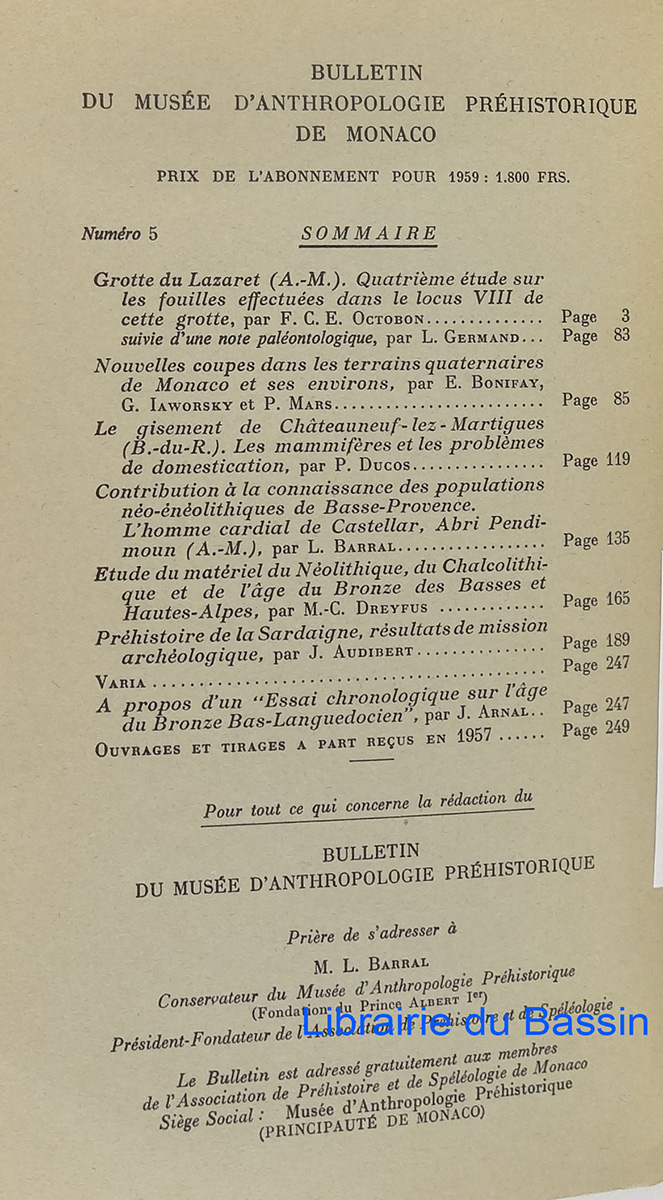 BULLETIN
DU MUSÉE D'ANTHROPOLOGIE PRÉHISTORIQUE
DE MONACO
PRIX DE L'ABONNEMENT POUR 1959 : 1.800 FRS.
Numéro 5 SOMMAIRE
Grotte du Lazaret (A.-M.). Quatrième étude sur
les fouilles effectuées dans le locus VIII de
cette grotte, par F. C. E. OCTOBON.............. Page 3
suivie d'une note paléontologique, par L. GERMAND... Page 83
Nouvelles coupes dans les terrains quaternaires
de Monaco et ses environs, par E. BONIFAY,
G. IAWORSKY et P. MARS......................... Page 85
Le gisement de Châteauneuf-lez-Martigues
(B.-du-R.). Les mammifères et les problèmes
de domestication, par P. DUCOS................ Page 119
Contribution à la connaissance des populations
néo-énéolithiques de Basse-Provence.
L'homme cardial de Castellar, Abri Pendi-
moun (A.-M.), par L. BARRAL.................. Page 135
Etude du matériel du Néolithique, du Chalcolithi-
que et de l'âge du Bronze des Basses et
Hautes-Alpes, par M.-C. DREYFUS ............. Page 165
Préhistoire de la Sardaigne, résultats de mission
archéologique, par J. AUDIBERT ................ Page 189
VARIA ........................................ Page 247
A propos d'un "Essai chronologique sur l'âge
du Bronze Bas-Languedocien", par J. ARNAL.. Page 247
OUVRAGES ET TIRAGES A PART REÇUS EN 1957 ...... Page 249
Pour tout ce qui concerne la rédaction du
BULLETIN
DU MUSÉE D'ANTHROPOLOGIE PRÉHISTORIQUE
Prière de s'adresser à
M. L. BARRAL
Conservateur du Musée d'Anthropologie Préhistorique
(Fondation du Prince ALBERT Ier)
Président-Fondateur de l'Association de Préhistoire et de Spéléologie
Librairie du Bassin
Le Bulletin est adressé gratuitement aux membres
de l'Association de Préhistoire et de Spéléologie de Monaco
Siège Social : Musée d'Anthropologie Préhistorique
(PRINCIPAUTÉ DE MONACO)